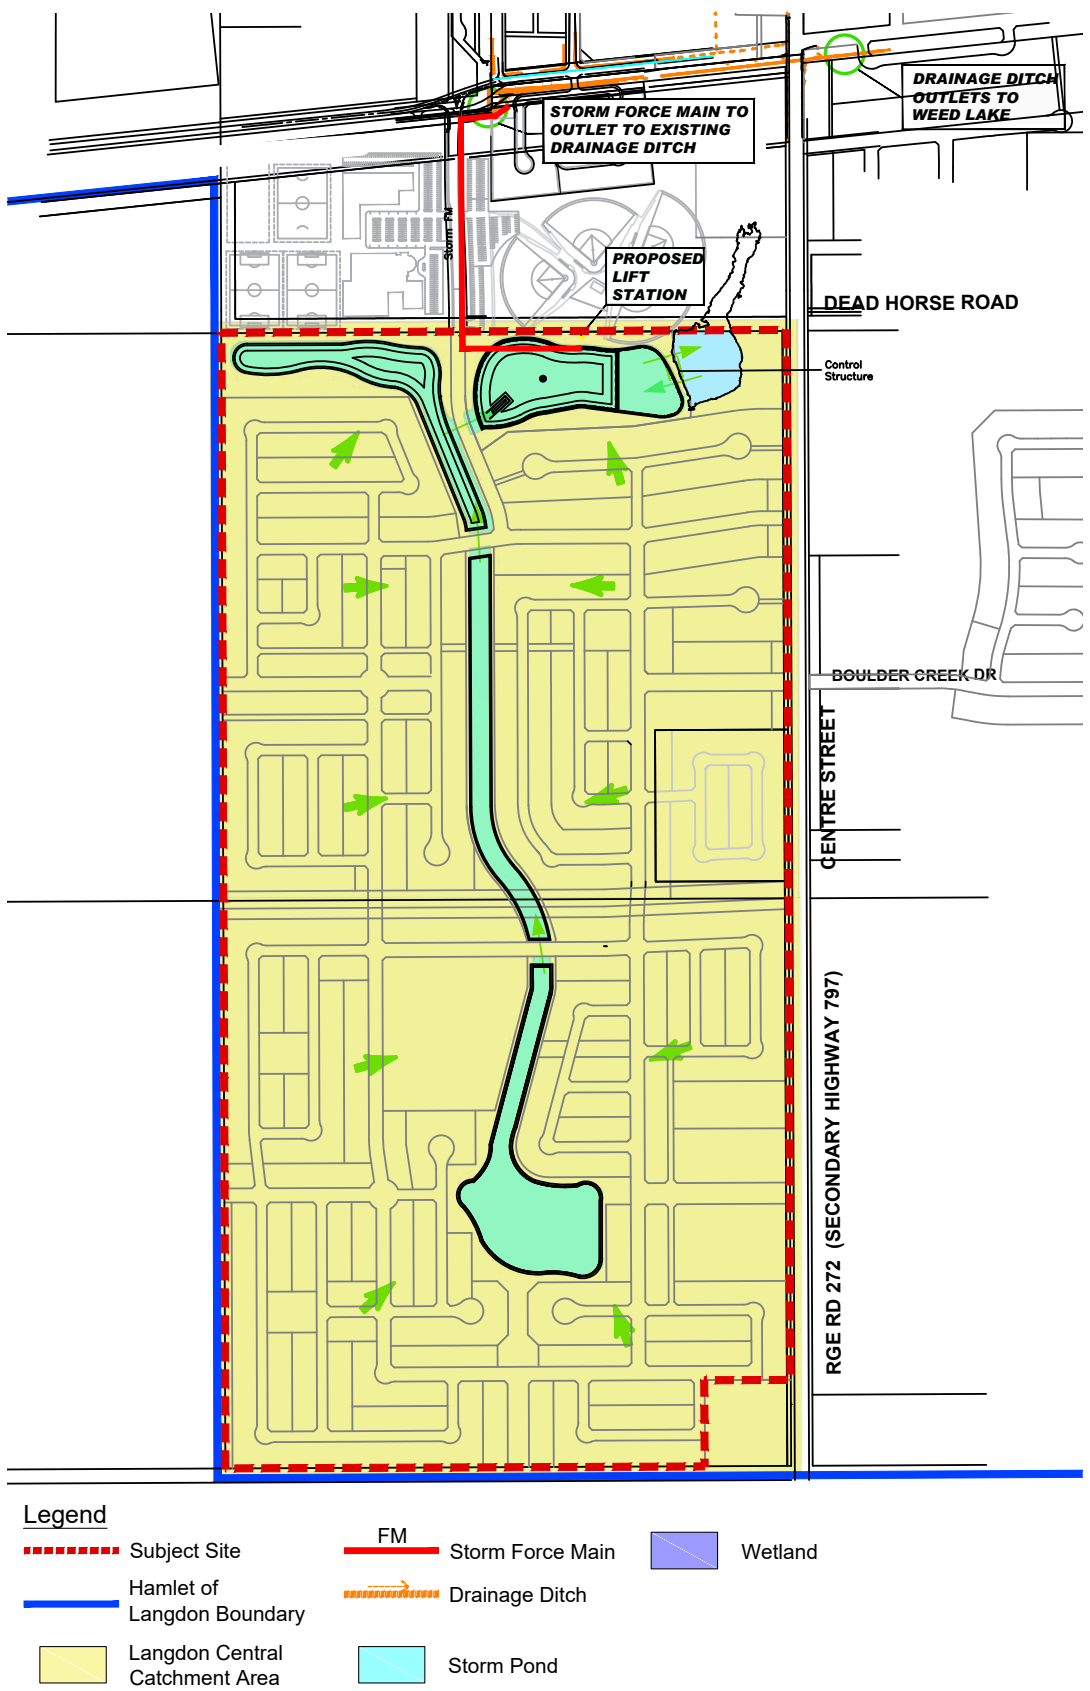 DRAINAGE DITCH
OUTLETS TO
WEED LAKE
STORM FORCE MAIN TO
OUTLET TO EXISTING
DRAINAGE DITCH
Storm FM
PROPOSED
LIFT
STATION
DEAD HORSE ROAD
Control
Structure
BOULDER CREEK DR
CENTRE STREET
RGE RD 272 (SECONDARY HIGHWAY 797)
Legend
Subject Site
FM
Storm Force Main
Wetland
Hamlet of
Langdon Boundary
Drainage Ditch
Langdon Central
Catchment Area
Storm Pond